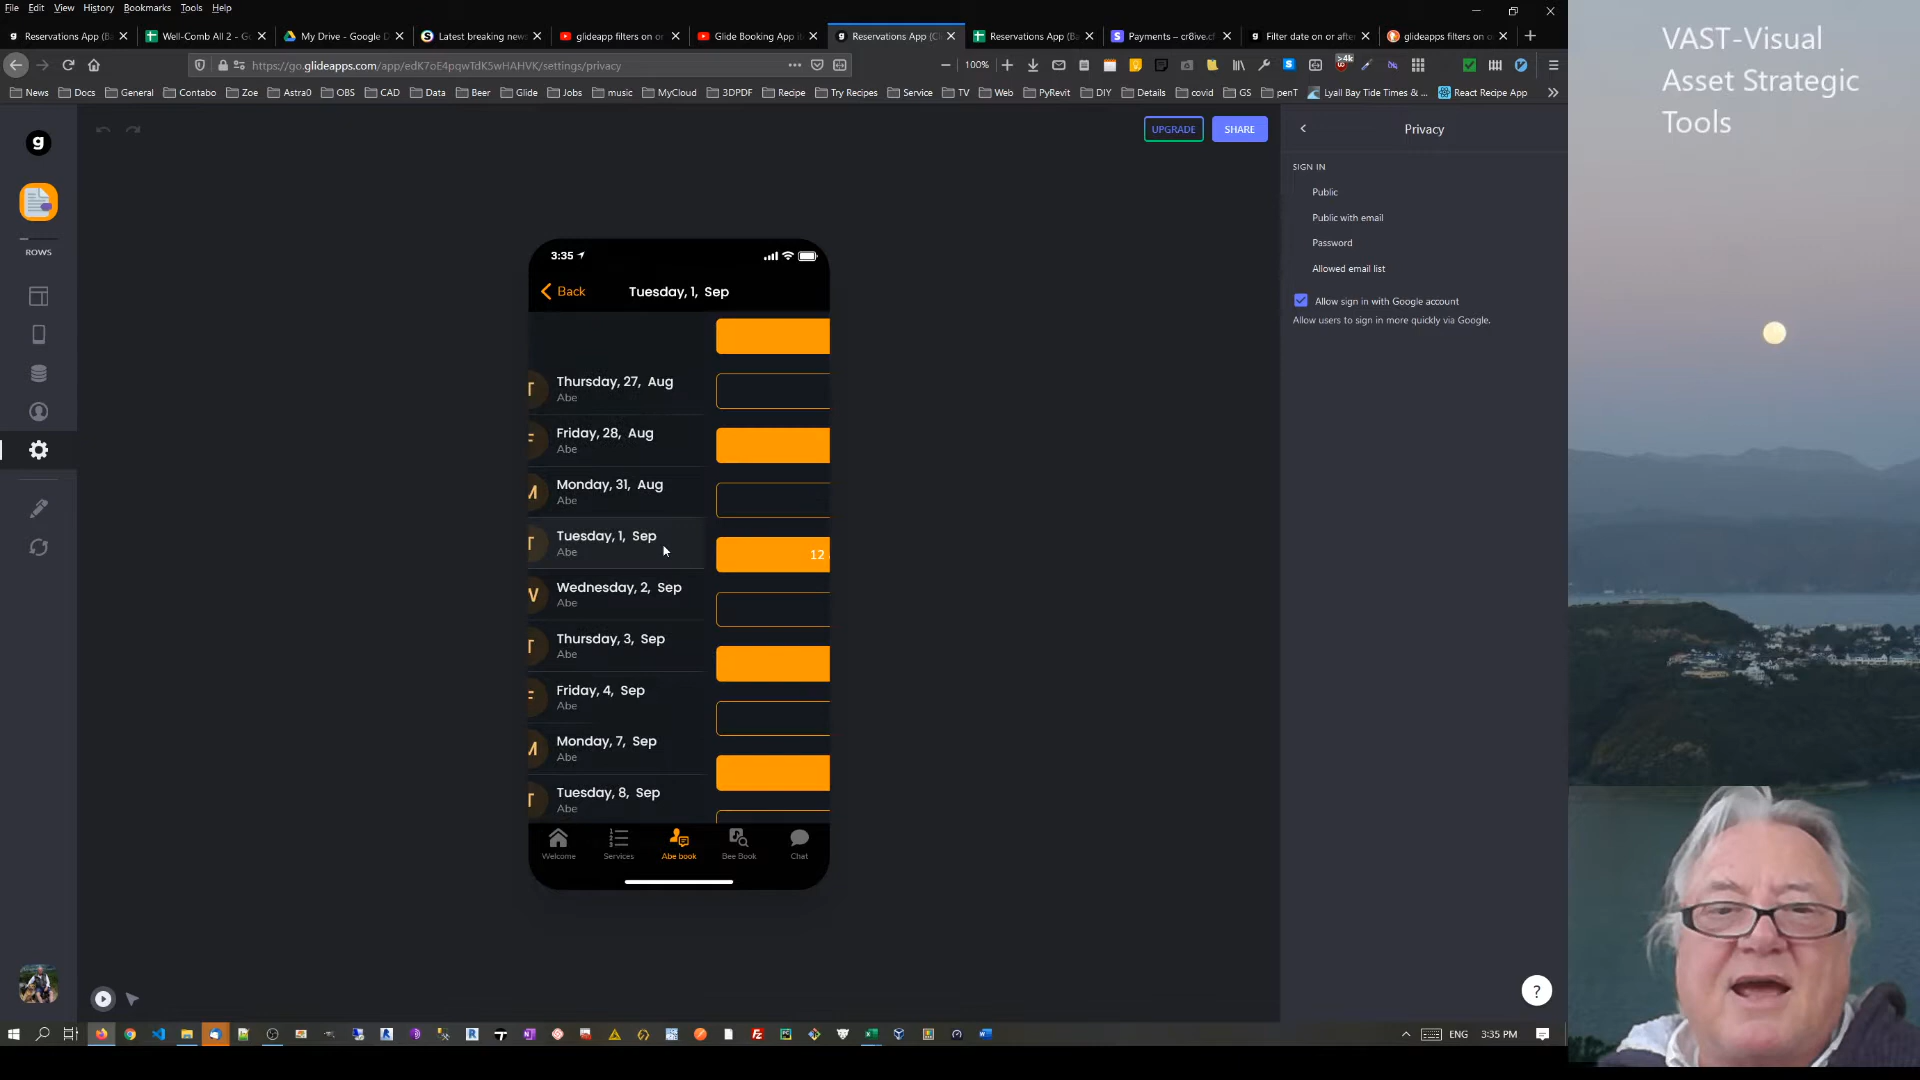 File Edit View History Bookmarks Tools Help
Reservations App (Ba
Well-Comb All 2 - G
My Drive - Google D
Latest breaking new
glideapp filters on o
Glide Booking App it
Reservations App (C
Reservations App (Ba
Payments – cr8ive.cf
Filter date on or afte
glideapps filters on o
https://go.glideapps.com/app/edK7oE4pqwTdK5wHAHVK/settings/privacy
100%
>4k
News Docs General Contabo Zoe Astra0 OBS CAD Data Beer Glide Jobs music MyCloud 3DPDF Recipe Try Recipes Service TV Web PyRevit DIY Details covid GS penT Lyall Bay Tide Times & ... React Recipe App
g
ROWS
UPGRADE
SHARE
3:35
Back
Tuesday, 1, Sep
T
Thursday, 27, Aug
Abe
F
Friday, 28, Aug
Abe
M
Monday, 31, Aug
Abe
T
Tuesday, 1, Sep
Abe
W
Wednesday, 2, Sep
Abe
T
Thursday, 3, Sep
Abe
F
Friday, 4, Sep
Abe
M
Monday, 7, Sep
Abe
T
Tuesday, 8, Sep
Abe
12
Welcome
Services
Abe book
Bee Book
Chat
Privacy
SIGN IN
Public
Public with email
Password
Allowed email list
Allow sign in with Google account
Allow users to sign in more quickly via Google.
?
ENG 3:35 PM
VAST-Visual
Asset Strategic
Tools